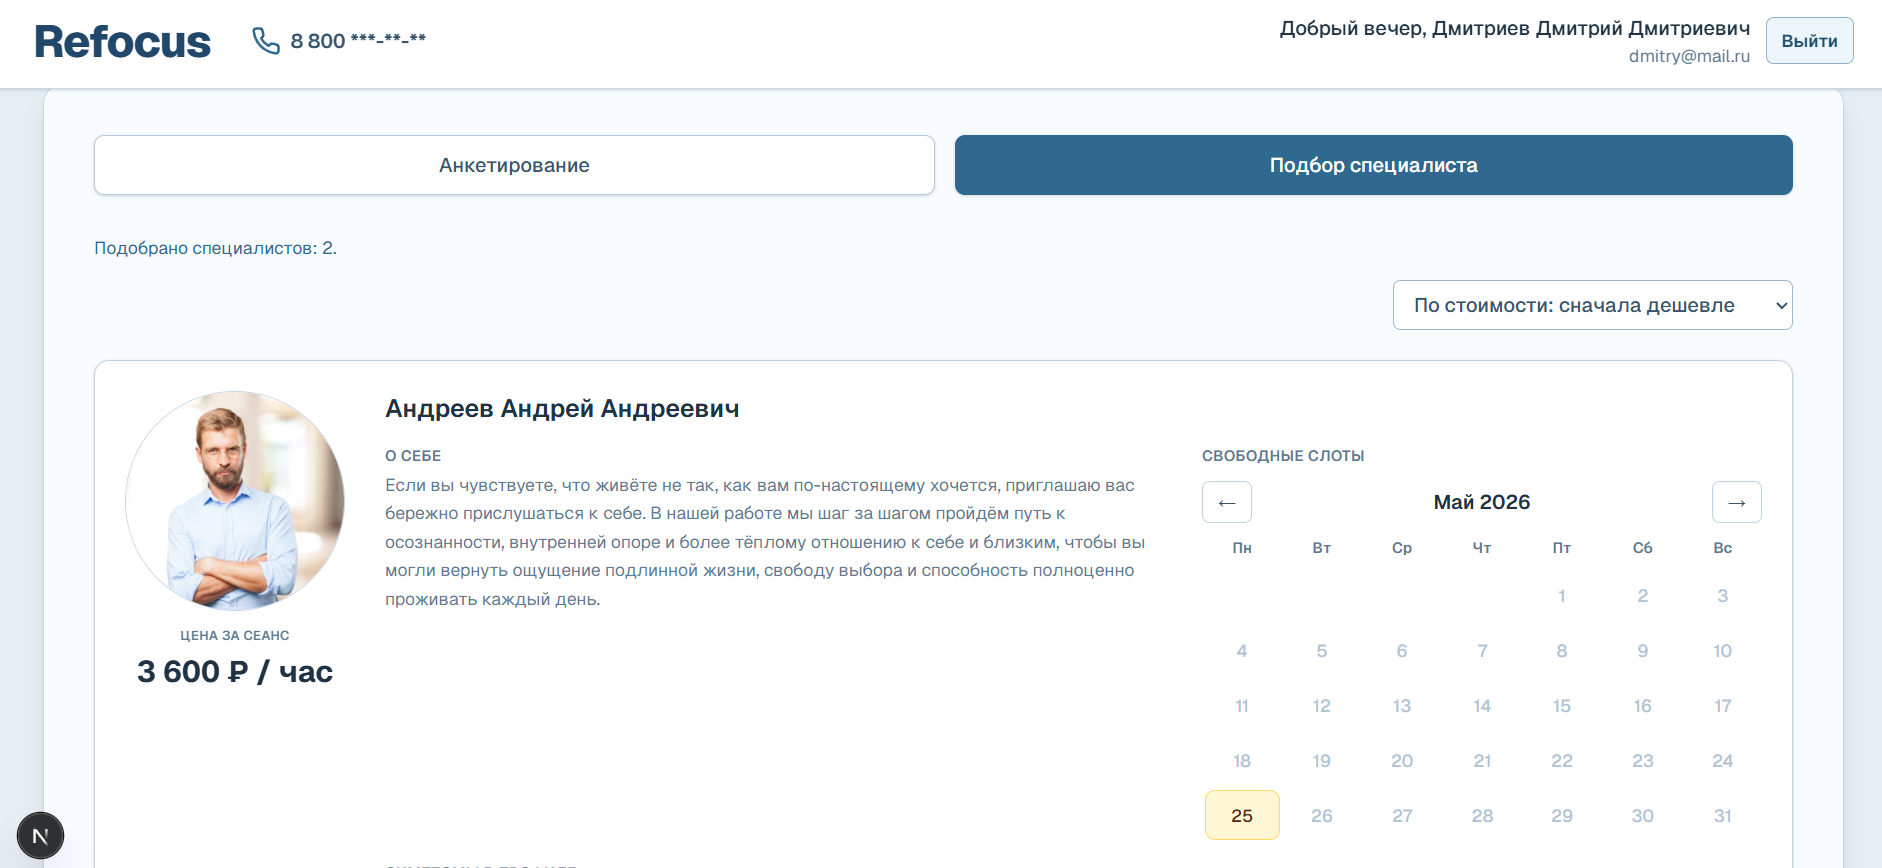 Refocus
8 800 ***-**-**
Добрый вечер, Дмитриев Дмитрий Дмитриевич
dmitry@mail.ru
Выйти
Анкетирование
Подбор специалиста
Подобрано специалистов: 2.
По стоимости: сначала дешевле
Андреев Андрей Андреевич
О СЕБЕ
Если вы чувствуете, что живёте не так, как вам по-настоящему хочется, приглашаю вас
бережно прислушаться к себе. В нашей работе мы шаг за шагом пройдём путь к
осознанности, внутренней опоре и более тёплому отношению к себе и близким, чтобы вы
могли вернуть ощущение подлинной жизни, свободу выбора и способность полноценно
проживать каждый день.
ЦЕНА ЗА СЕАНС
3 600 ₽ / час
СВОБОДНЫЕ СЛОТЫ
← Май 2026 →
Пн Вт Ср Чт Пт Сб Вс
1 2 3
4 5 6 7 8 9 10
11 12 13 14 15 16 17
18 19 20 21 22 23 24
25 26 27 28 29 30 31
N